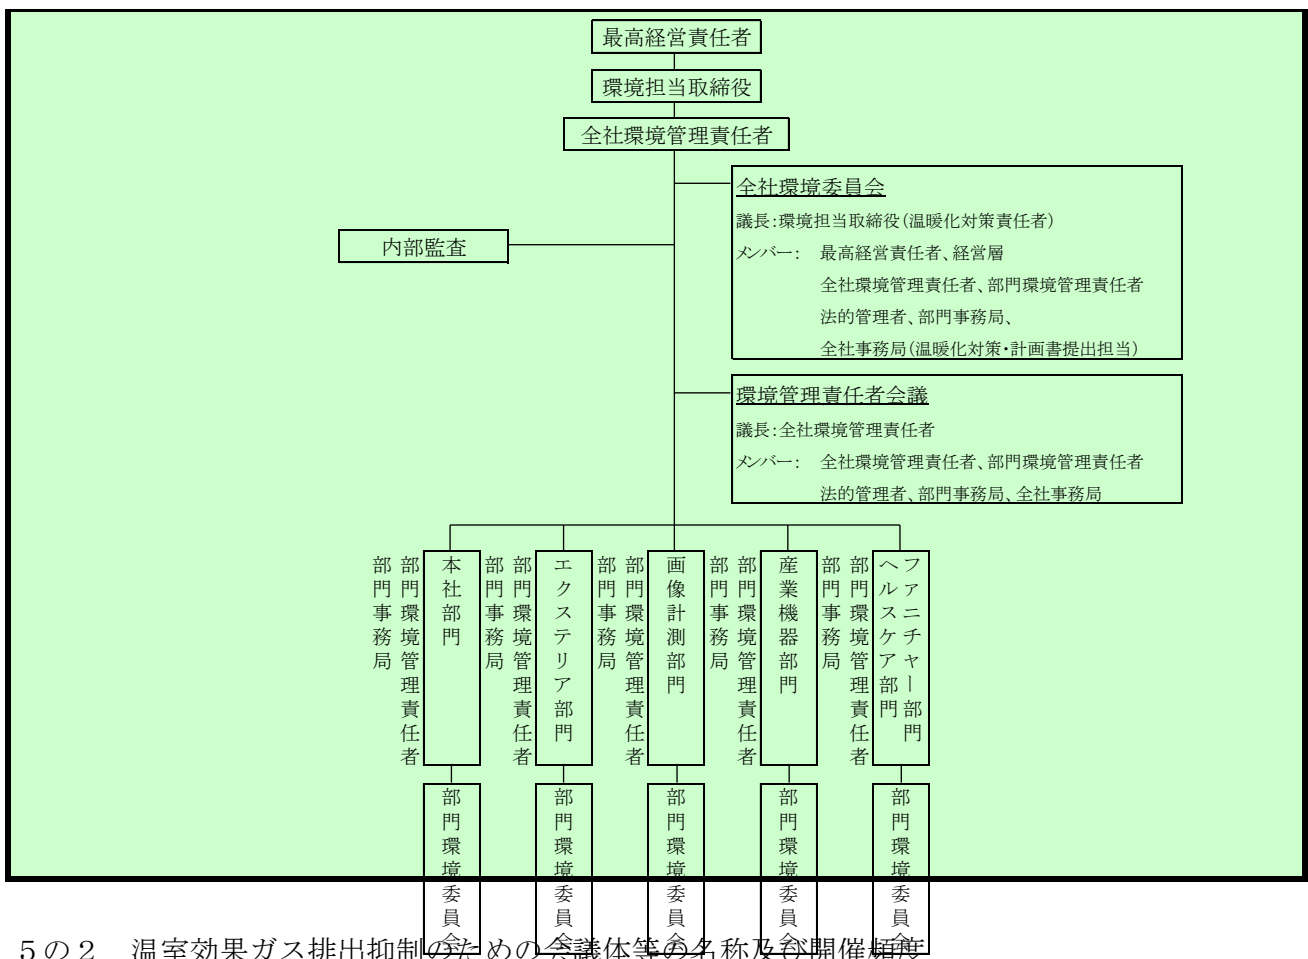 最高経営責任者
環境担当取締役
全社環境管理責任者
全社環境委員会
議長:環境担当取締役(温暖化対策責任者)
メンバー: 最高経営責任者、経営層
全社環境管理責任者、部門環境管理責任者
法的管理者、部門事務局、
全社事務局(温暖化対策・計画書提出担当)
内部監査
環境管理責任者会議
議長:全社環境管理責任者
メンバー: 全社環境管理責任者、部門環境管理責任者
法的管理者、部門事務局、全社事務局
部門事務局
部門環境管理責任者
本社部門
部門事務局
部門環境管理責任者
エクステリア部門
部門事務局
部門環境管理責任者
画像計測部門
部門事務局
部門環境管理責任者
産業機器部門
部門事務局
部門環境管理責任者
ファニチャー部門
ヘルスケア部門
部門環境委員会
部門環境委員会
部門環境委員会
部門環境委員会
部門環境委員会
5の2 温室効果ガス排出抑制のための会議体等の名称及び開催頻度